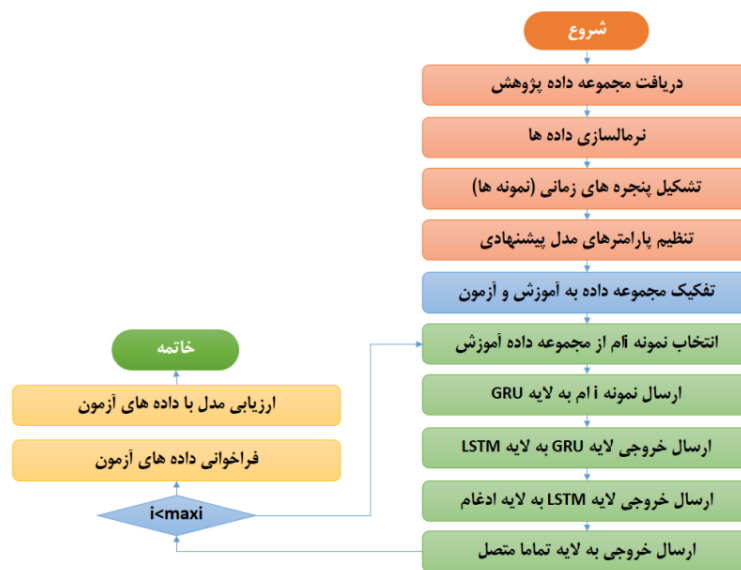 شروع
دریافت مجموعه داده پژوهش
نرمالسازی داده ها
تشکیل پنجره های زمانی (نمونه ها)
تنظیم پارامترهای مدل پیشنهادی
تفکیک مجموعه داده به آموزش و آزمون
انتخاب نمونه iام از مجموعه داده آموزش
ارسال نمونه i ام به لایه GRU
ارسال خروجی لایه GRU به لایه LSTM
ارسال خروجی لایه LSTM به لایه ادغام
ارسال خروجی به لایه تماما متصل
i<maxi
فراخوانی داده های آزمون
ارزیابی مدل با داده های آزمون
خاتمه